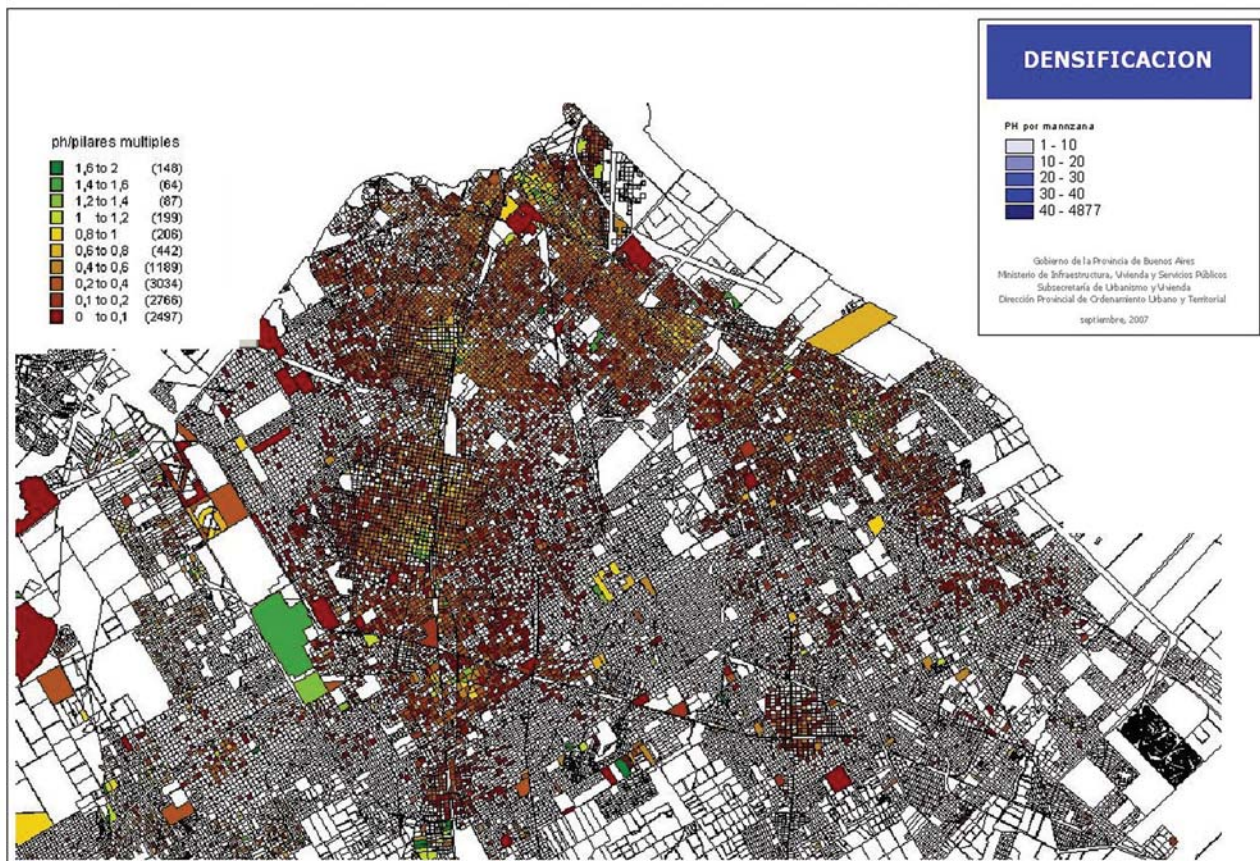 DENSIFICACION
PH por mannzana
1 - 10
10 - 20
20 - 30
30 - 40
40 - 4877
Gobierno de la Provincia de Buenos Aires
Ministerio de Infraestructura, Vivienda y Servicios Públicos
Subsecretaría de Urbanismo y Vivienda
Dirección Provincial de Ordenamiento Urbano y Territorial
septiembre, 2007
ph/pilares multiples
1,6 to 2 (148)
1,4 to 1,6 (64)
1,2 to 1,4 (87)
1 to 1,2 (199)
0,8 to 1 (206)
0,6 to 0,8 (442)
0,4 to 0,6 (1189)
0,2 to 0,4 (3034)
0,1 to 0,2 (2766)
0 to 0,1 (2497)